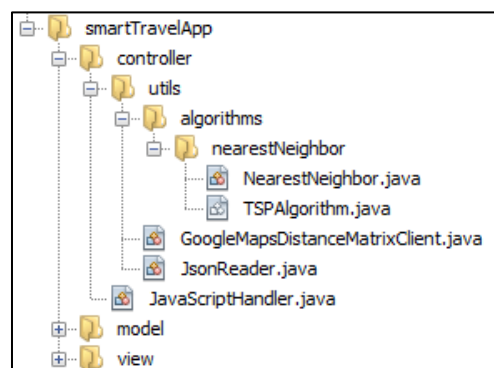 smartTravelApp
controller
utils
algorithms
nearestNeighbor
NearestNeighbor.java
TSPAlgorithm.java
GoogleMapsDistanceMatrixClient.java
JsonReader.java
JavaScriptHandler.java
model
view